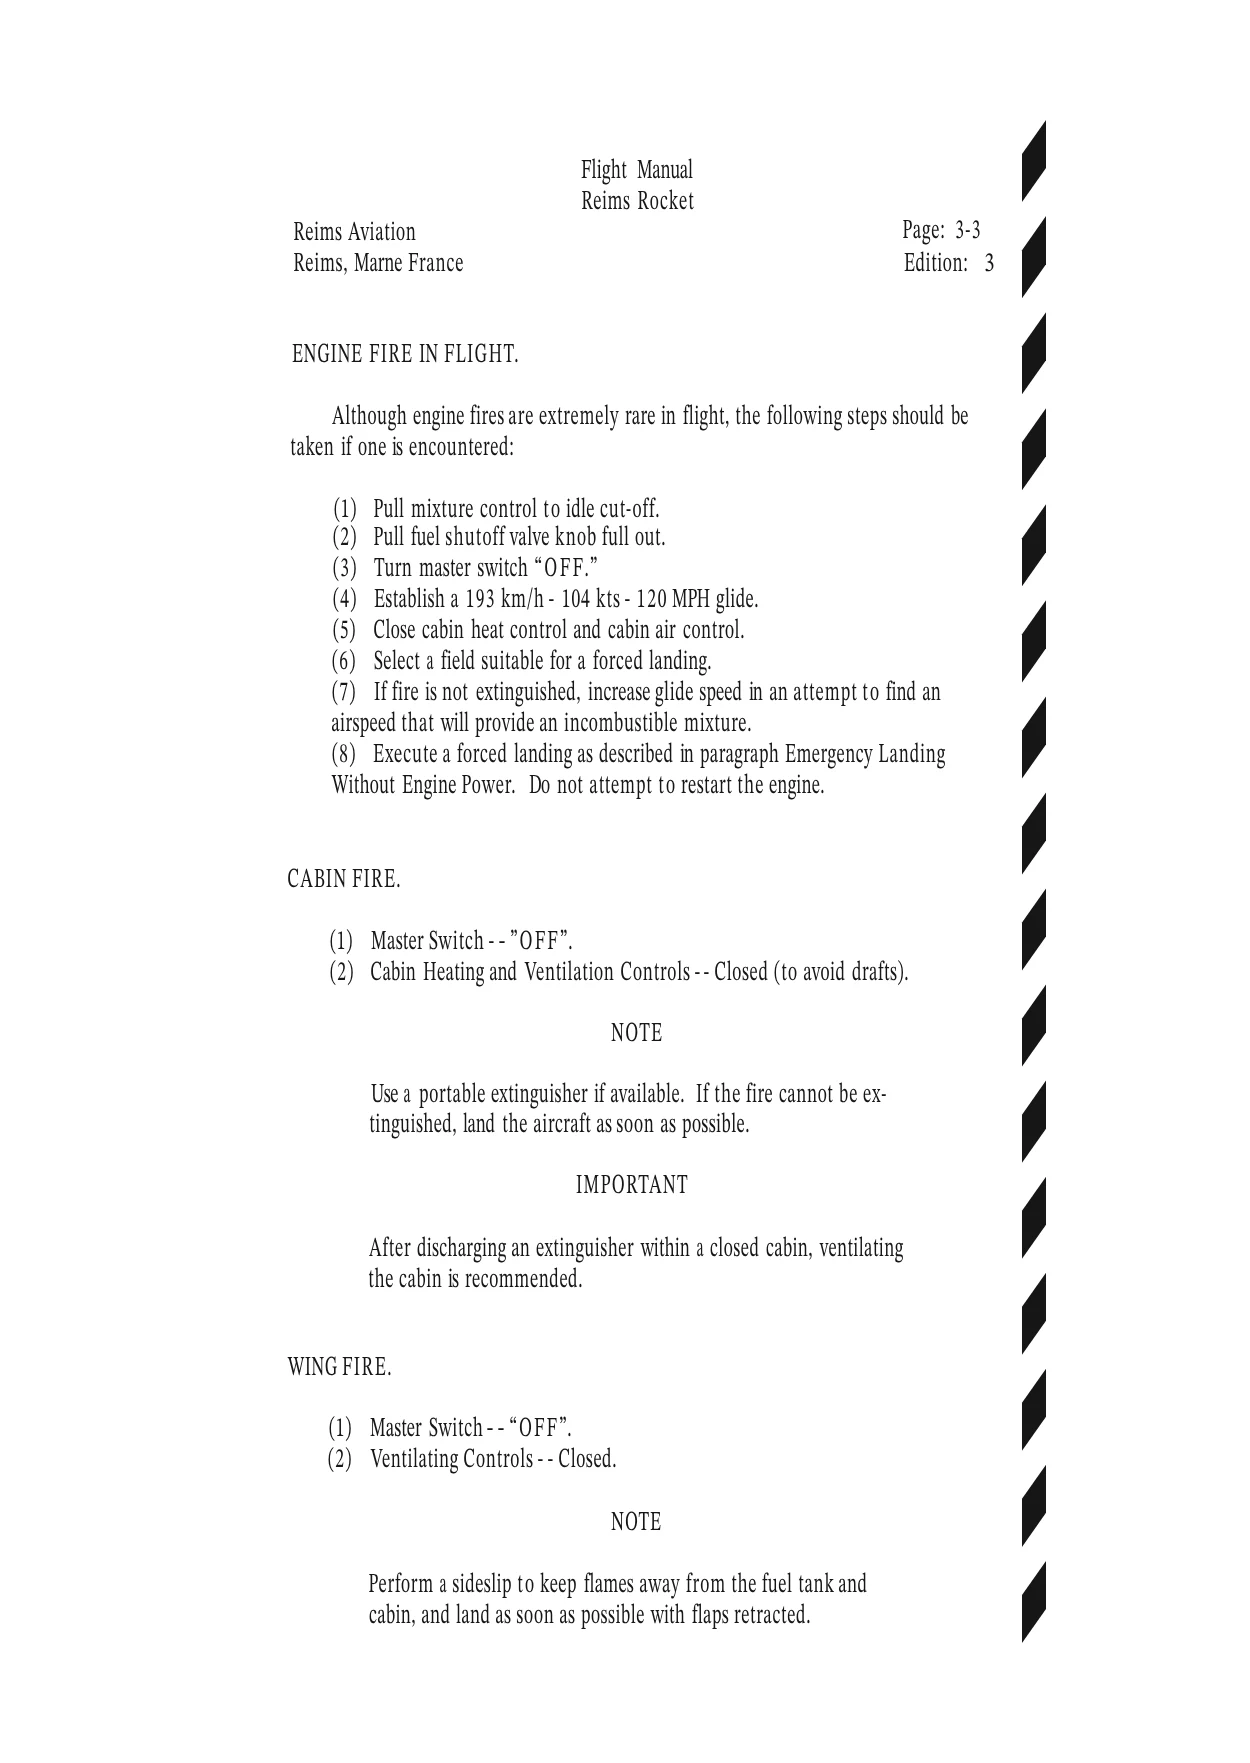 Flight Manual
Reims Rocket
Reims Aviation
Page: 3-3
Reims, Marne France
Edition: 3
ENGINE FIRE IN FLIGHT.
Although engine fires are extremely rare in flight, the following steps should be
taken if one is encountered:
(1) Pull mixture control to idle cut-off.
(2) Pull fuel shutoff valve knob full out.
(3) Turn master switch “OFF.”
(4) Establish a 193 km/h - 104 kts - 120 MPH glide.
(5) Close cabin heat control and cabin air control.
(6) Select a field suitable for a forced landing.
(7) If fire is not extinguished, increase glide speed in an attempt to find an
airspeed that will provide an incombustible mixture.
(8) Execute a forced landing as described in paragraph Emergency Landing
Without Engine Power. Do not attempt to restart the engine.
CABIN FIRE.
(1) Master Switch - - ”OFF”.
(2) Cabin Heating and Ventilation Controls - - Closed (to avoid drafts).
NOTE
Use a portable extinguisher if available. If the fire cannot be ex-
tinguished, land the aircraft as soon as possible.
IMPORTANT
After discharging an extinguisher within a closed cabin, ventilating
the cabin is recommended.
WING FIRE.
(1) Master Switch - - “OFF”.
(2) Ventilating Controls - - Closed.
NOTE
Perform a sideslip to keep flames away from the fuel tank and
cabin, and land as soon as possible with flaps retracted.